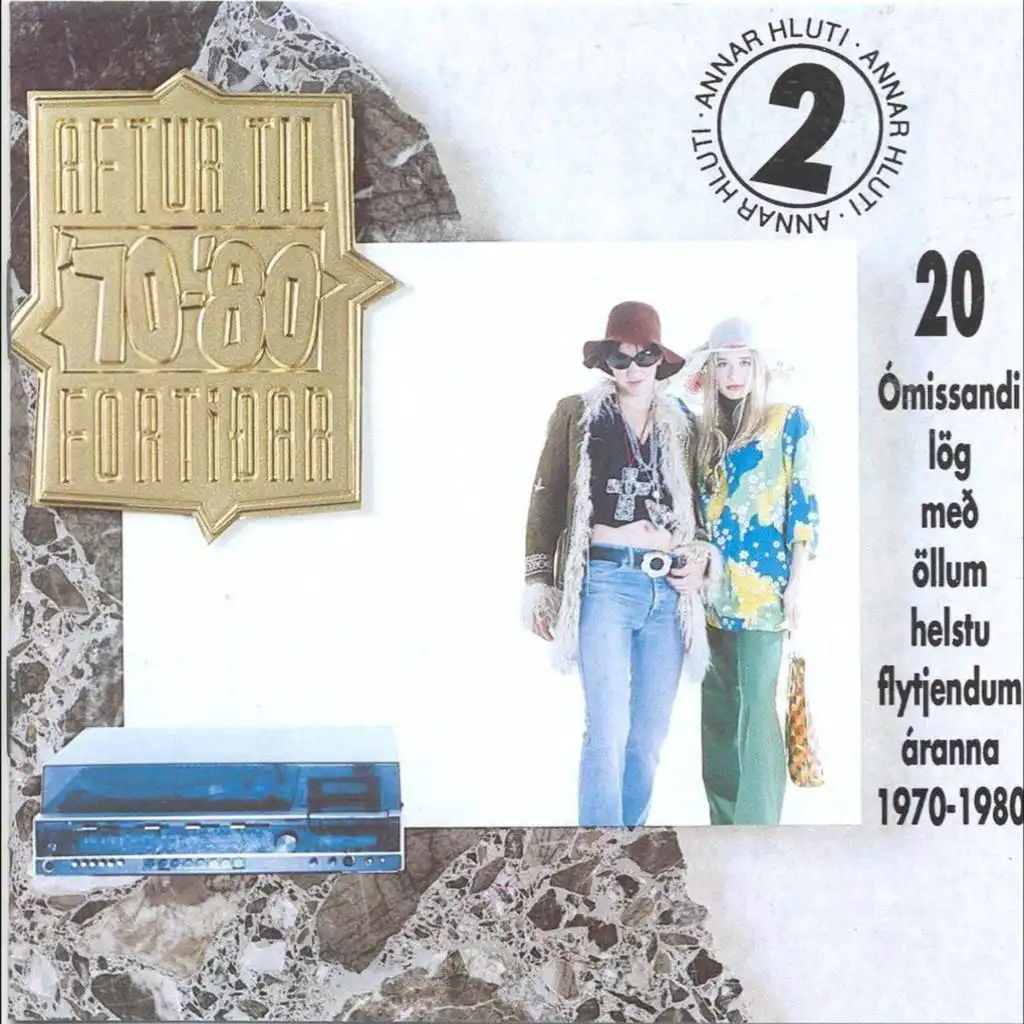 AFTUR TIL
'70-'80
FORTÍÐAR
ANNAR HLUTI · ANNAR HLUTI · ANNAR HLUTI ·
2
20
Ómissandi
lög
með
öllum
helstu
flytjendum
áranna
1970-1980